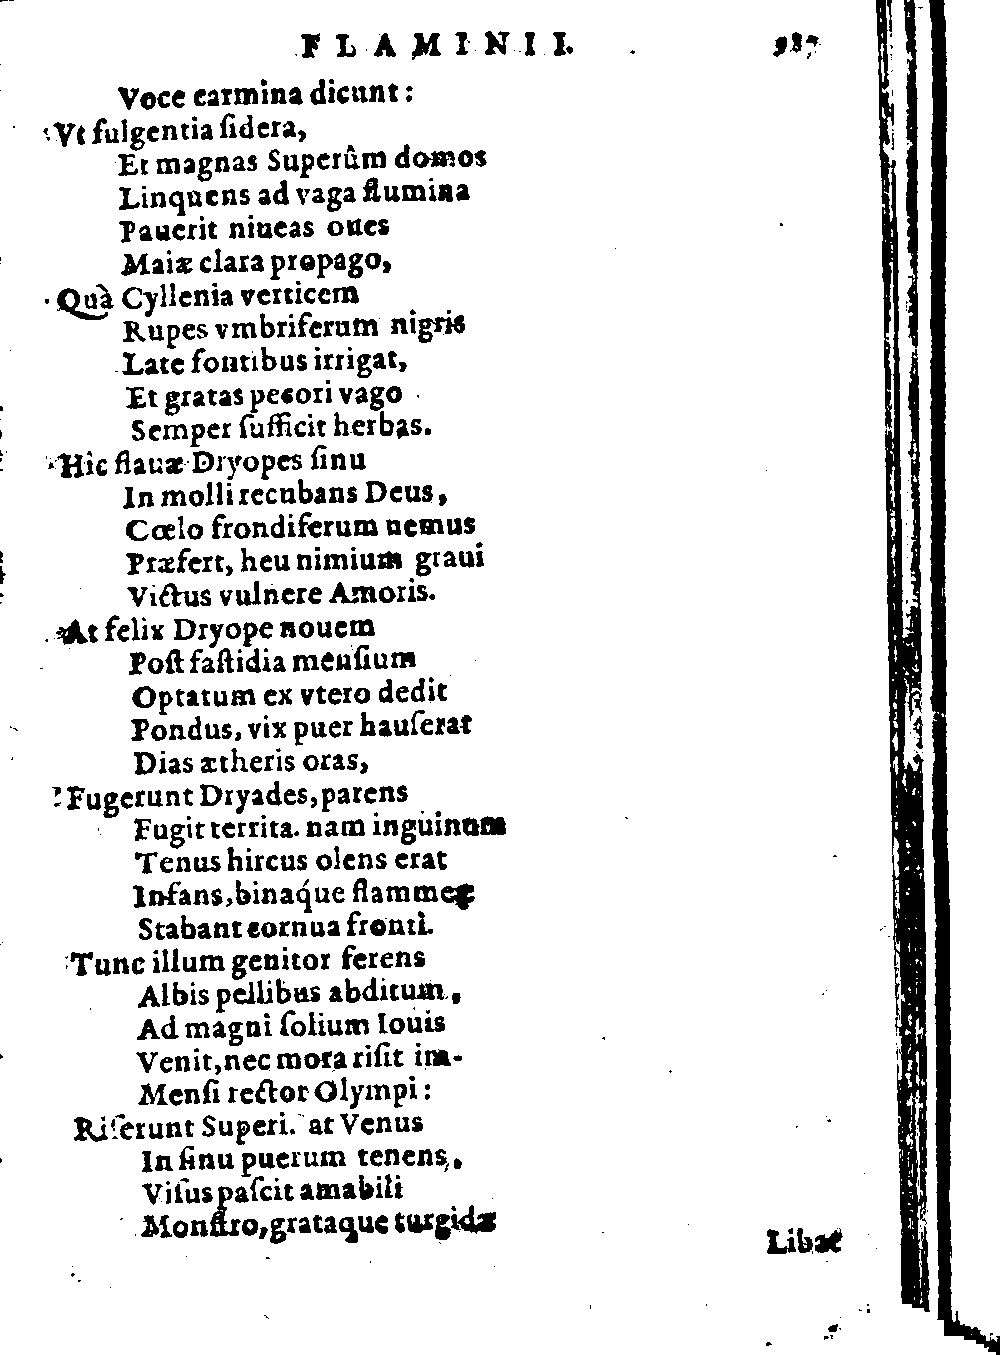 FLAMINII. 987
Voce carmina dicunt:
Vt fulgentia ſidera,
Et magnas Superûm domos
Linquens ad vaga flumina
Pauerit niueas oues
Maiæ clara propago,
Quà Cyllenia verticem
Rupes vmbriferum nigris
Late fontibus irrigat,
Et gratas pecori vago
Semper ſufficit herbas.
Hic flauæ Dryopes ſinu
In molli recubans Deus,
Cœlo frondiferum nemus
Præfert, heu nimium graui
Victus vulnere Amoris.
At felix Dryope nouem
Poſt faſtidia menſium
Optatum ex vtero dedit
Pondus, vix puer hauſerat
Dias ætheris oras,
Fugerunt Dryades, parens
Fugit territa. nam inguinum
Tenus hircus olens erat
Infans, binaq́ue flammeę
Stabant cornua fronti.
Tunc illum genitor ferens
Albis pellibus abditum,
Ad magni ſolium Iouis
Venit, nec mora riſit im-
Menſi rector Olympi:
Riſerunt Superi. at Venus
In ſinu puerum tenens,
Viſus paſcit amabili
Monſtro, grataque turgidæ
Libat